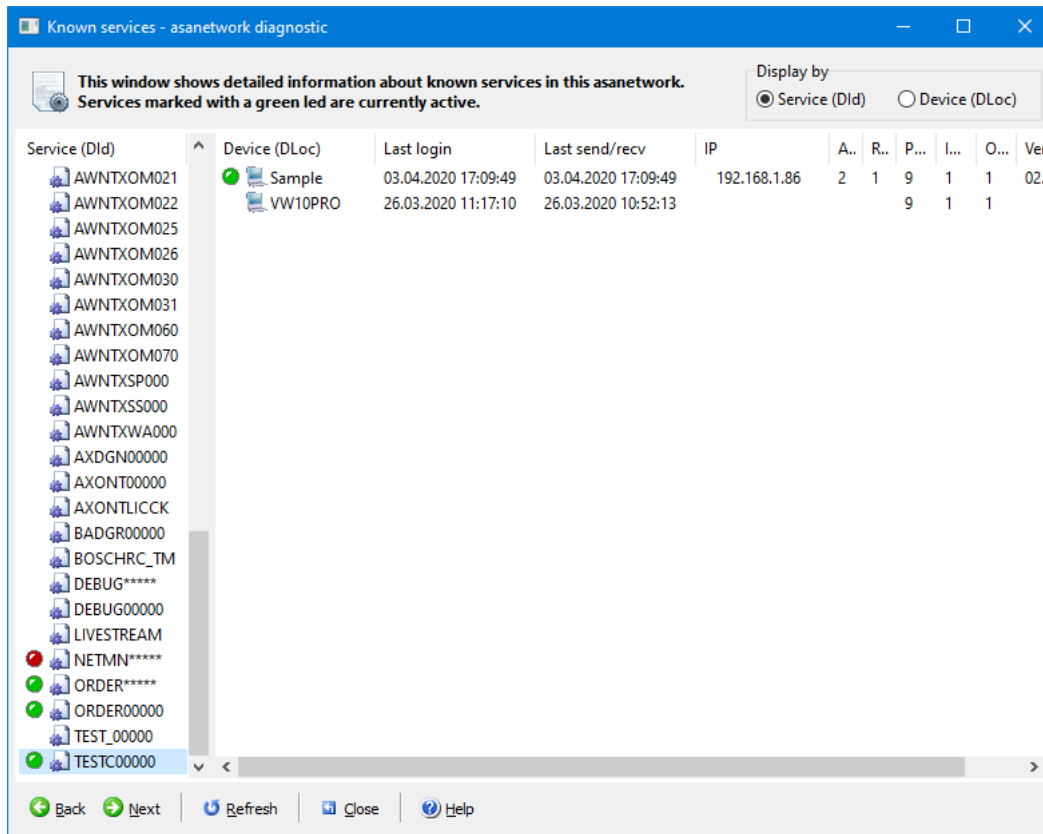 Known services - asanetwork diagnostic
This window shows detailed information about known services in this asanetwork.
Services marked with a green led are currently active.
Display by
Service (DId)
Device (DLoc)
Service (DId)
AWNTXOM021
AWNTXOM022
AWNTXOM025
AWNTXOM026
AWNTXOM030
AWNTXOM031
AWNTXOM060
AWNTXOM070
AWNTXSP000
AWNTXSS000
AWNTXWA000
AXDGN00000
AXONT00000
AXONTLICCK
BADGR00000
BOSCHRC_TM
DEBUG*****
DEBUG00000
LIVESTREAM
NETMN*****
ORDER*****
ORDER00000
TEST_00000
TESTC00000
Device (DLoc) Last login Last send/recv IP A.. R.. P... I... O... Ver
Sample 03.04.2020 17:09:49 03.04.2020 17:09:49 192.168.1.86 2 1 9 1 1 02.
VW10PRO 26.03.2020 11:17:10 26.03.2020 10:52:13 9 1 1
Back Next Refresh Close Help